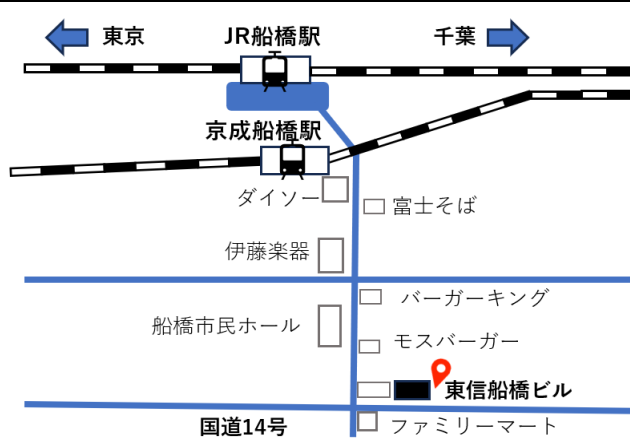 東京
JR船橋駅
千葉
京成船橋駅
ダイソー
富士そば
伊藤楽器
バーガーキング
船橋市民ホール
モスバーガー
東信船橋ビル
国道14号
ファミリーマート